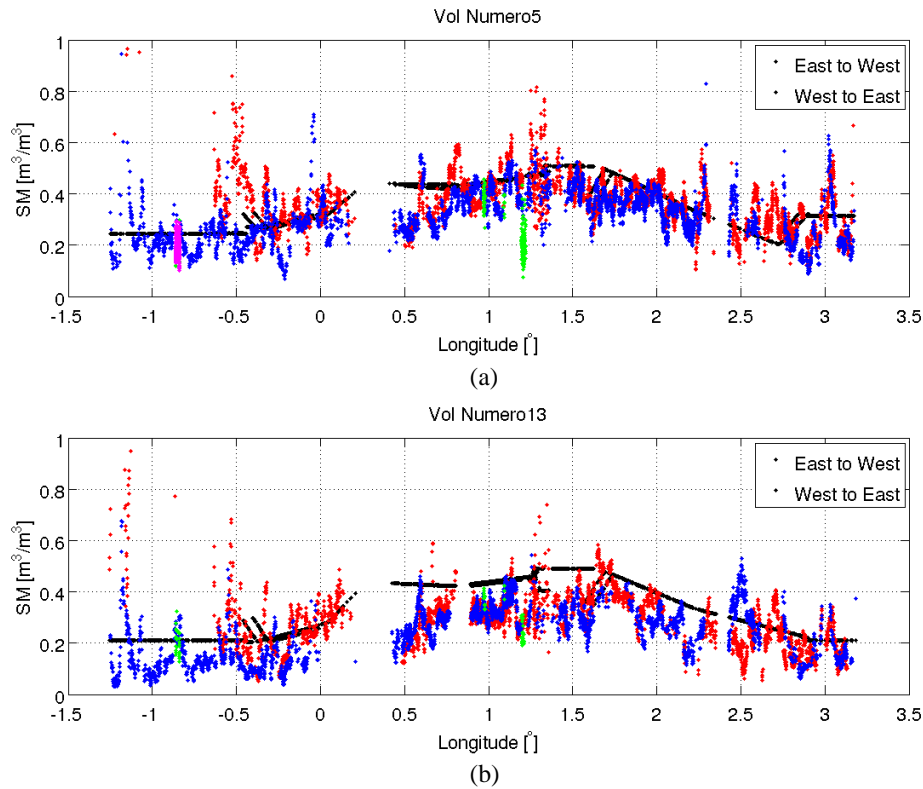 Vol Numero5
1
0.8
0.6
0.4
0.2
0
SM [m³/m³]
East to West
West to East
-1.5 -1 -0.5 0 0.5 1 1.5 2 2.5 3 3.5
Longitude [°]
(a)
Vol Numero13
1
0.8
0.6
0.4
0.2
0
SM [m³/m³]
East to West
West to East
-1.5 -1 -0.5 0 0.5 1 1.5 2 2.5 3 3.5
Longitude [°]
(b)